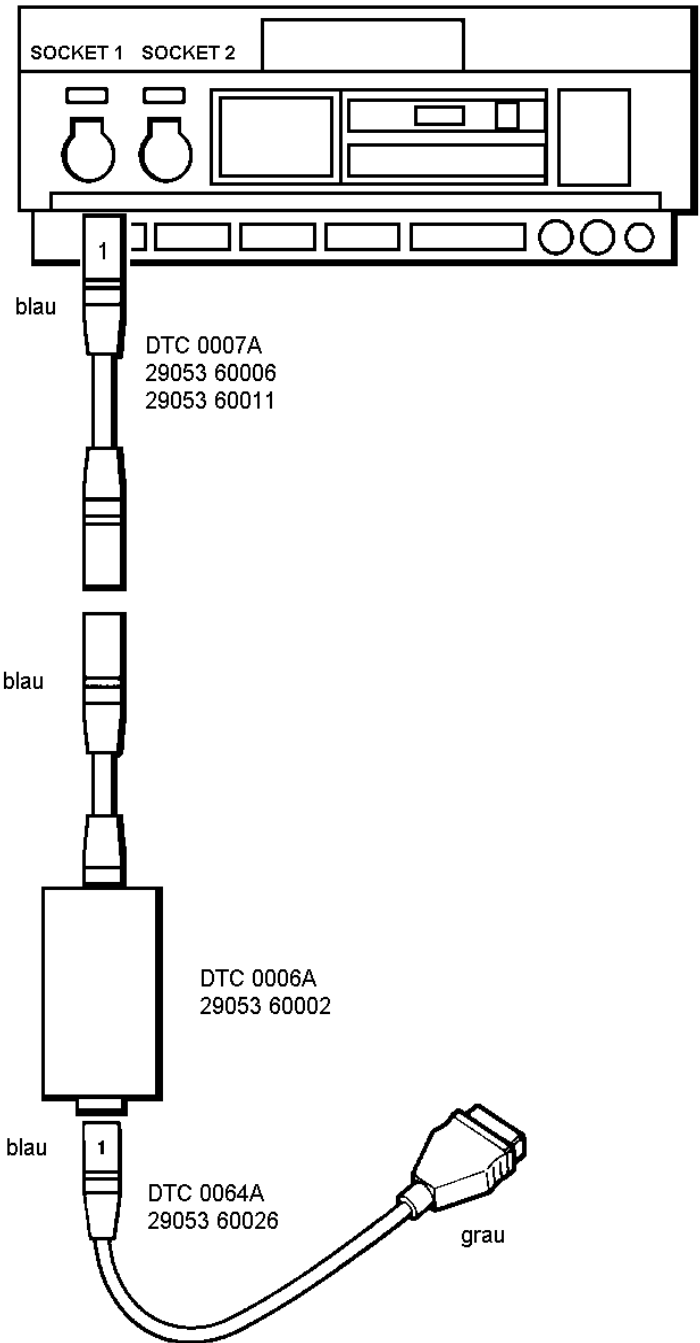 SOCKET 1 SOCKET 2
1
blau
DTC 0007A
29053 60006
29053 60011
blau
DTC 0006A
29053 60002
blau
1
DTC 0064A
29053 60026
grau